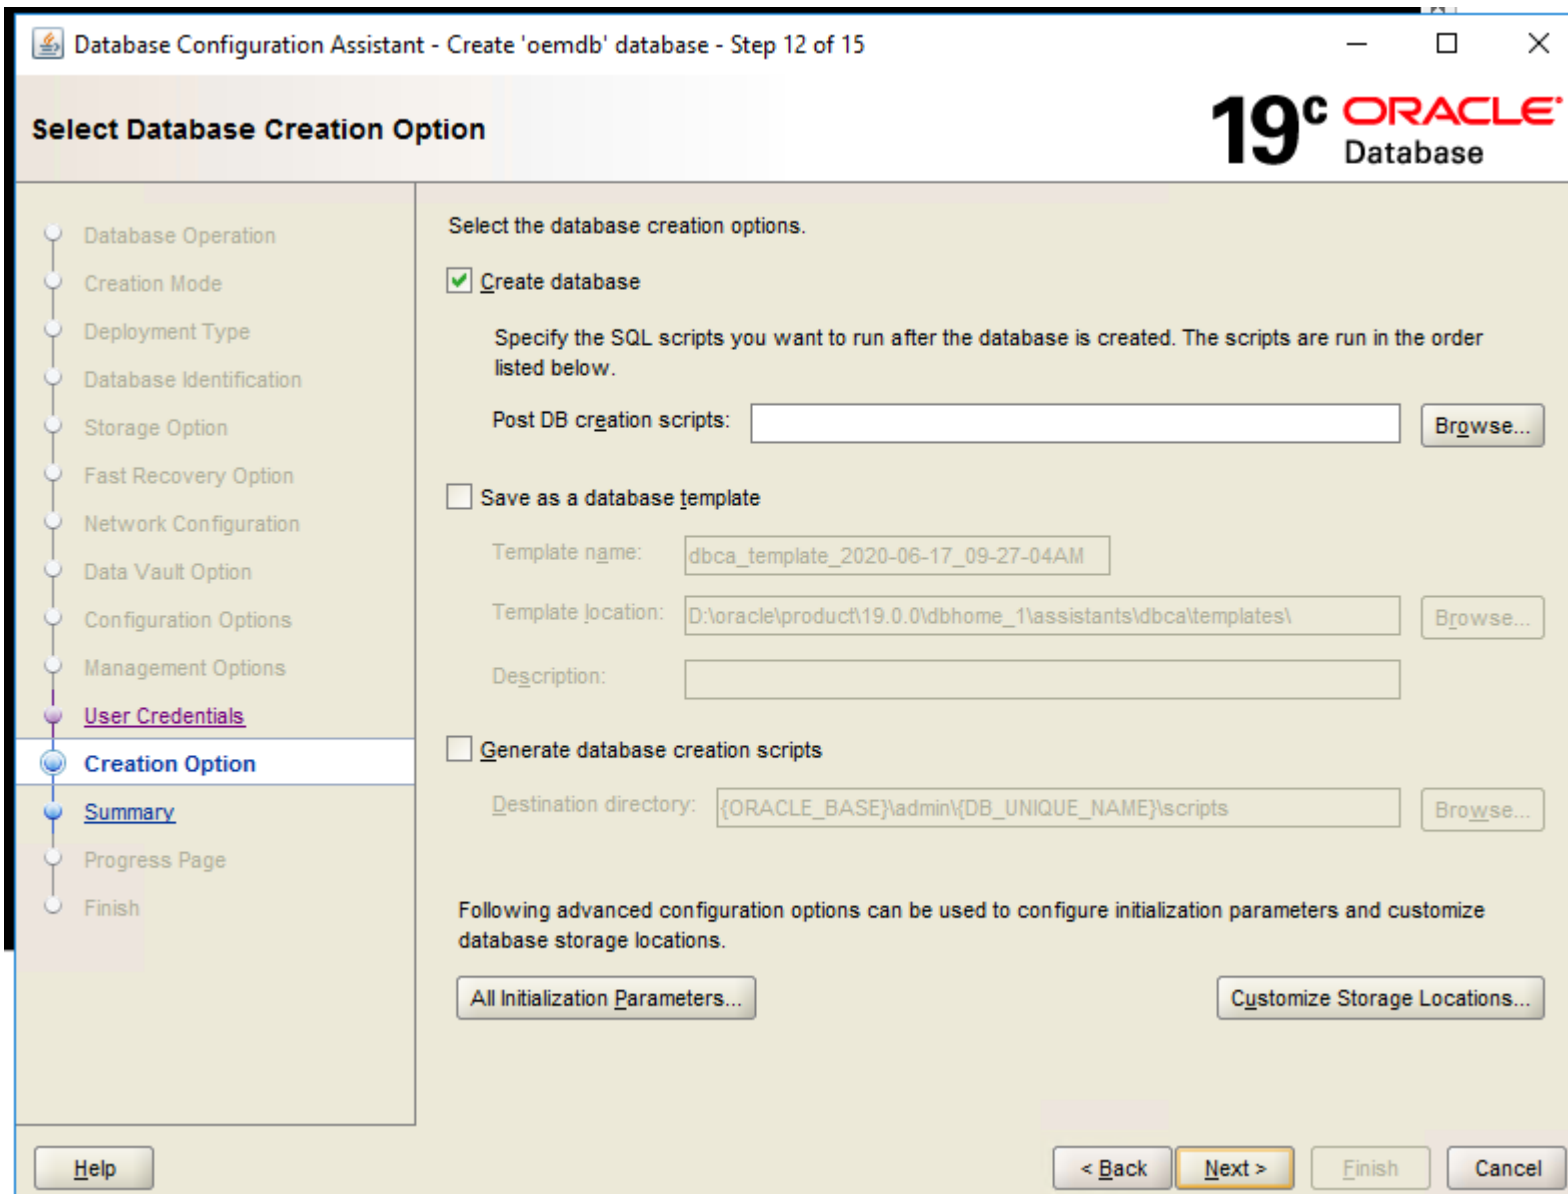 Database Configuration Assistant - Create 'oemdb' database - Step 12 of 15
Select Database Creation Option
19c ORACLE
Database
Database Operation
Creation Mode
Deployment Type
Database Identification
Storage Option
Fast Recovery Option
Network Configuration
Data Vault Option
Configuration Options
Management Options
User Credentials
Creation Option
Summary
Progress Page
Finish
Select the database creation options.
Create database
Specify the SQL scripts you want to run after the database is created. The scripts are run in the order
listed below.
Post DB creation scripts: Browse...
Save as a database template
Template name: dbca_template_2020-06-17_09-27-04AM
Template location: D:\oracle\product\19.0.0\dbhome_1\assistants\dbca\templates\ Browse...
Description:
Generate database creation scripts
Destination directory: {ORACLE_BASE}\admin\{DB_UNIQUE_NAME}\scripts Browse...
Following advanced configuration options can be used to configure initialization parameters and customize
database storage locations.
All Initialization Parameters... Customize Storage Locations...
Help < Back Next > Finish Cancel